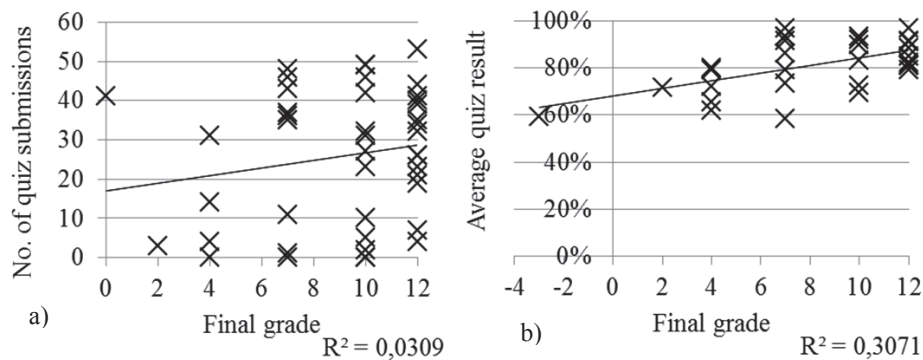 No. of quiz submissions
60
50
40
30
20
10
0
0 2 4 6 8 10 12
Final grade
a)
R² = 0,0309
Average quiz result
100%
80%
60%
40%
20%
0%
-4 -2 0 2 4 6 8 10 12
Final grade
b)
R² = 0,3071